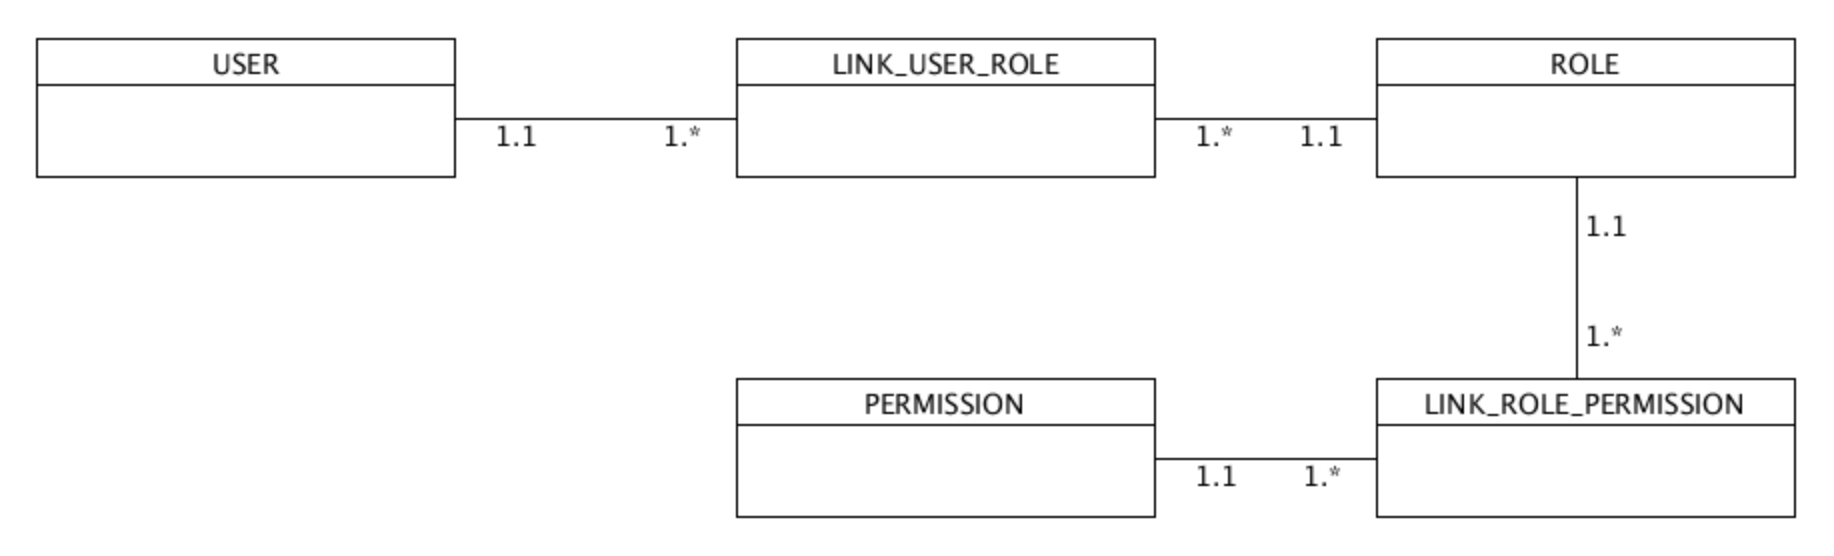 USER
LINK_USER_ROLE
ROLE
1.1
1.*
1.*
1.1
1.1
1.*
PERMISSION
LINK_ROLE_PERMISSION
1.1
1.*